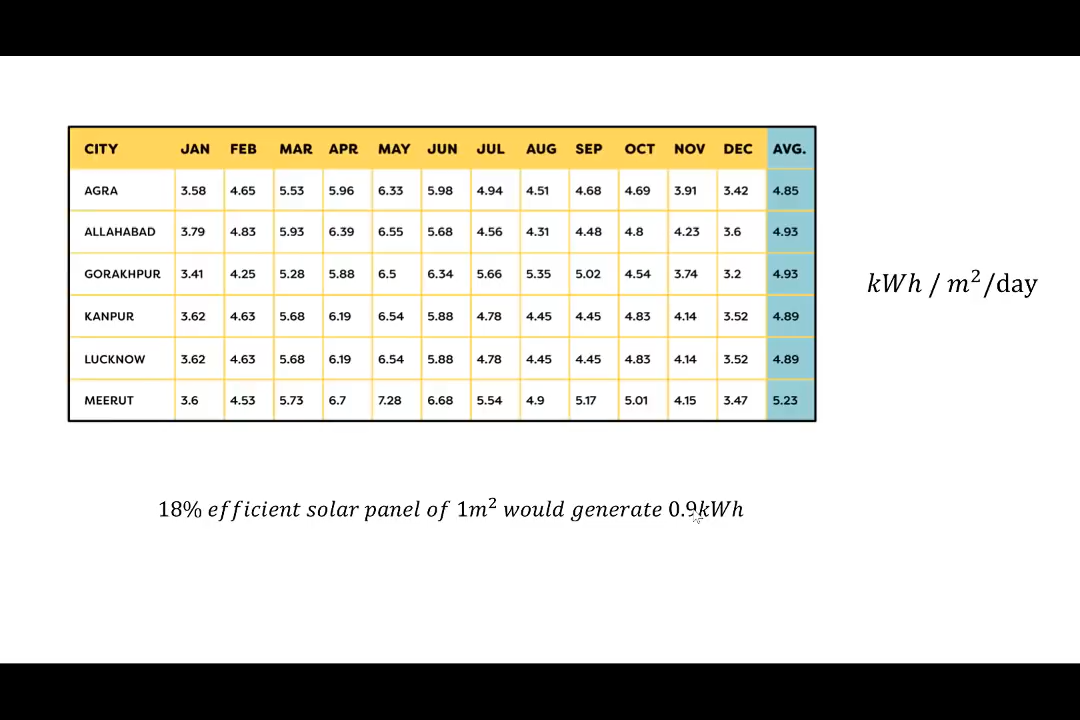 CITY JAN FEB MAR APR MAY JUN JUL AUG SEP OCT NOV DEC AVG.
AGRA 3.58 4.65 5.53 5.96 6.33 5.98 4.94 4.51 4.68 4.69 3.91 3.42 4.85
ALLAHABAD 3.79 4.83 5.93 6.39 6.55 5.68 4.56 4.31 4.48 4.8 4.23 3.6 4.93
GORAKHPUR 3.41 4.25 5.28 5.88 6.5 6.34 5.66 5.35 5.02 4.54 3.74 3.2 4.93
KANPUR 3.62 4.63 5.68 6.19 6.54 5.88 4.78 4.45 4.45 4.83 4.14 3.52 4.89
LUCKNOW 3.62 4.63 5.68 6.19 6.54 5.88 4.78 4.45 4.45 4.83 4.14 3.52 4.89
MEERUT 3.6 4.53 5.73 6.7 7.28 6.68 5.54 4.9 5.17 5.01 4.15 3.47 5.23
kWh / m²/day
18% efficient solar panel of 1m² would generate 0.9kWh